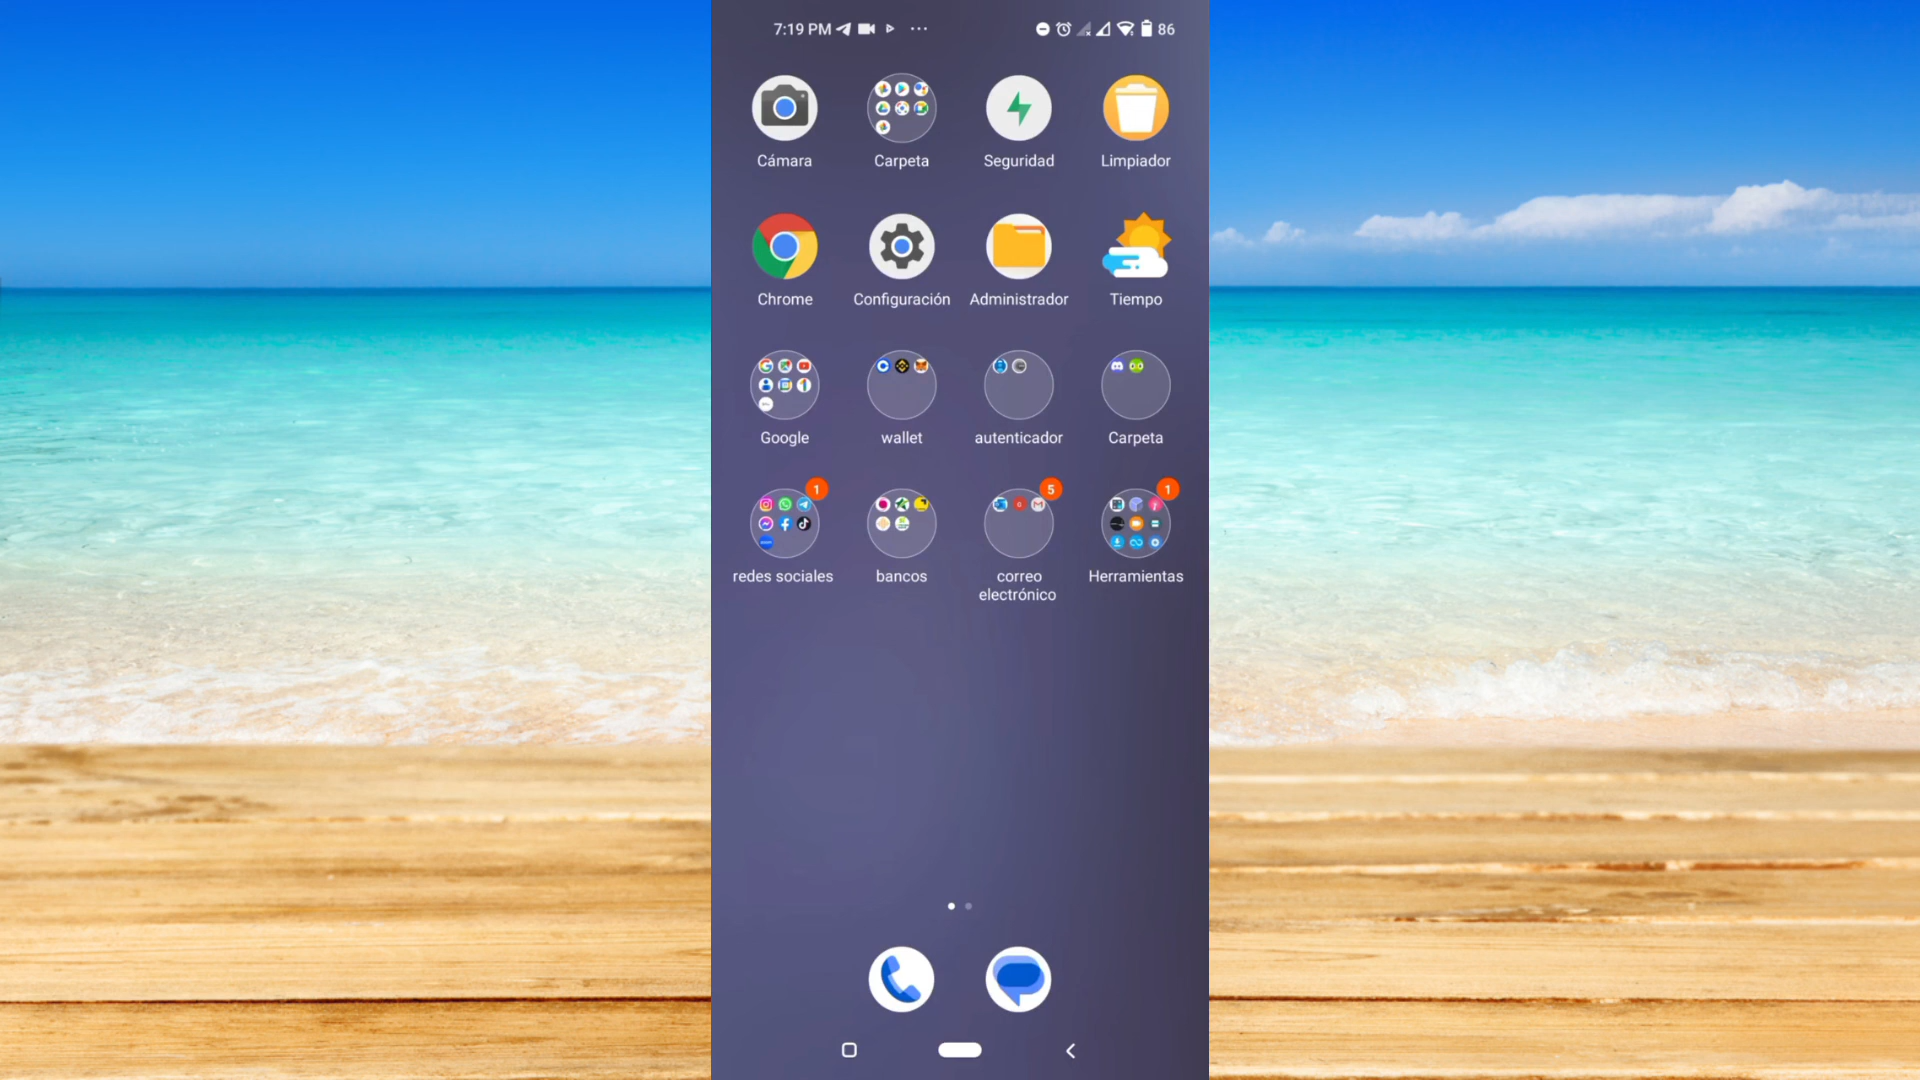 7:19 PM
86
Cámara Carpeta Seguridad Limpiador
Chrome Configuración Administrador Tiempo
Google wallet autenticador Carpeta
1 5 1
redes sociales bancos correo electrónico Herramientas